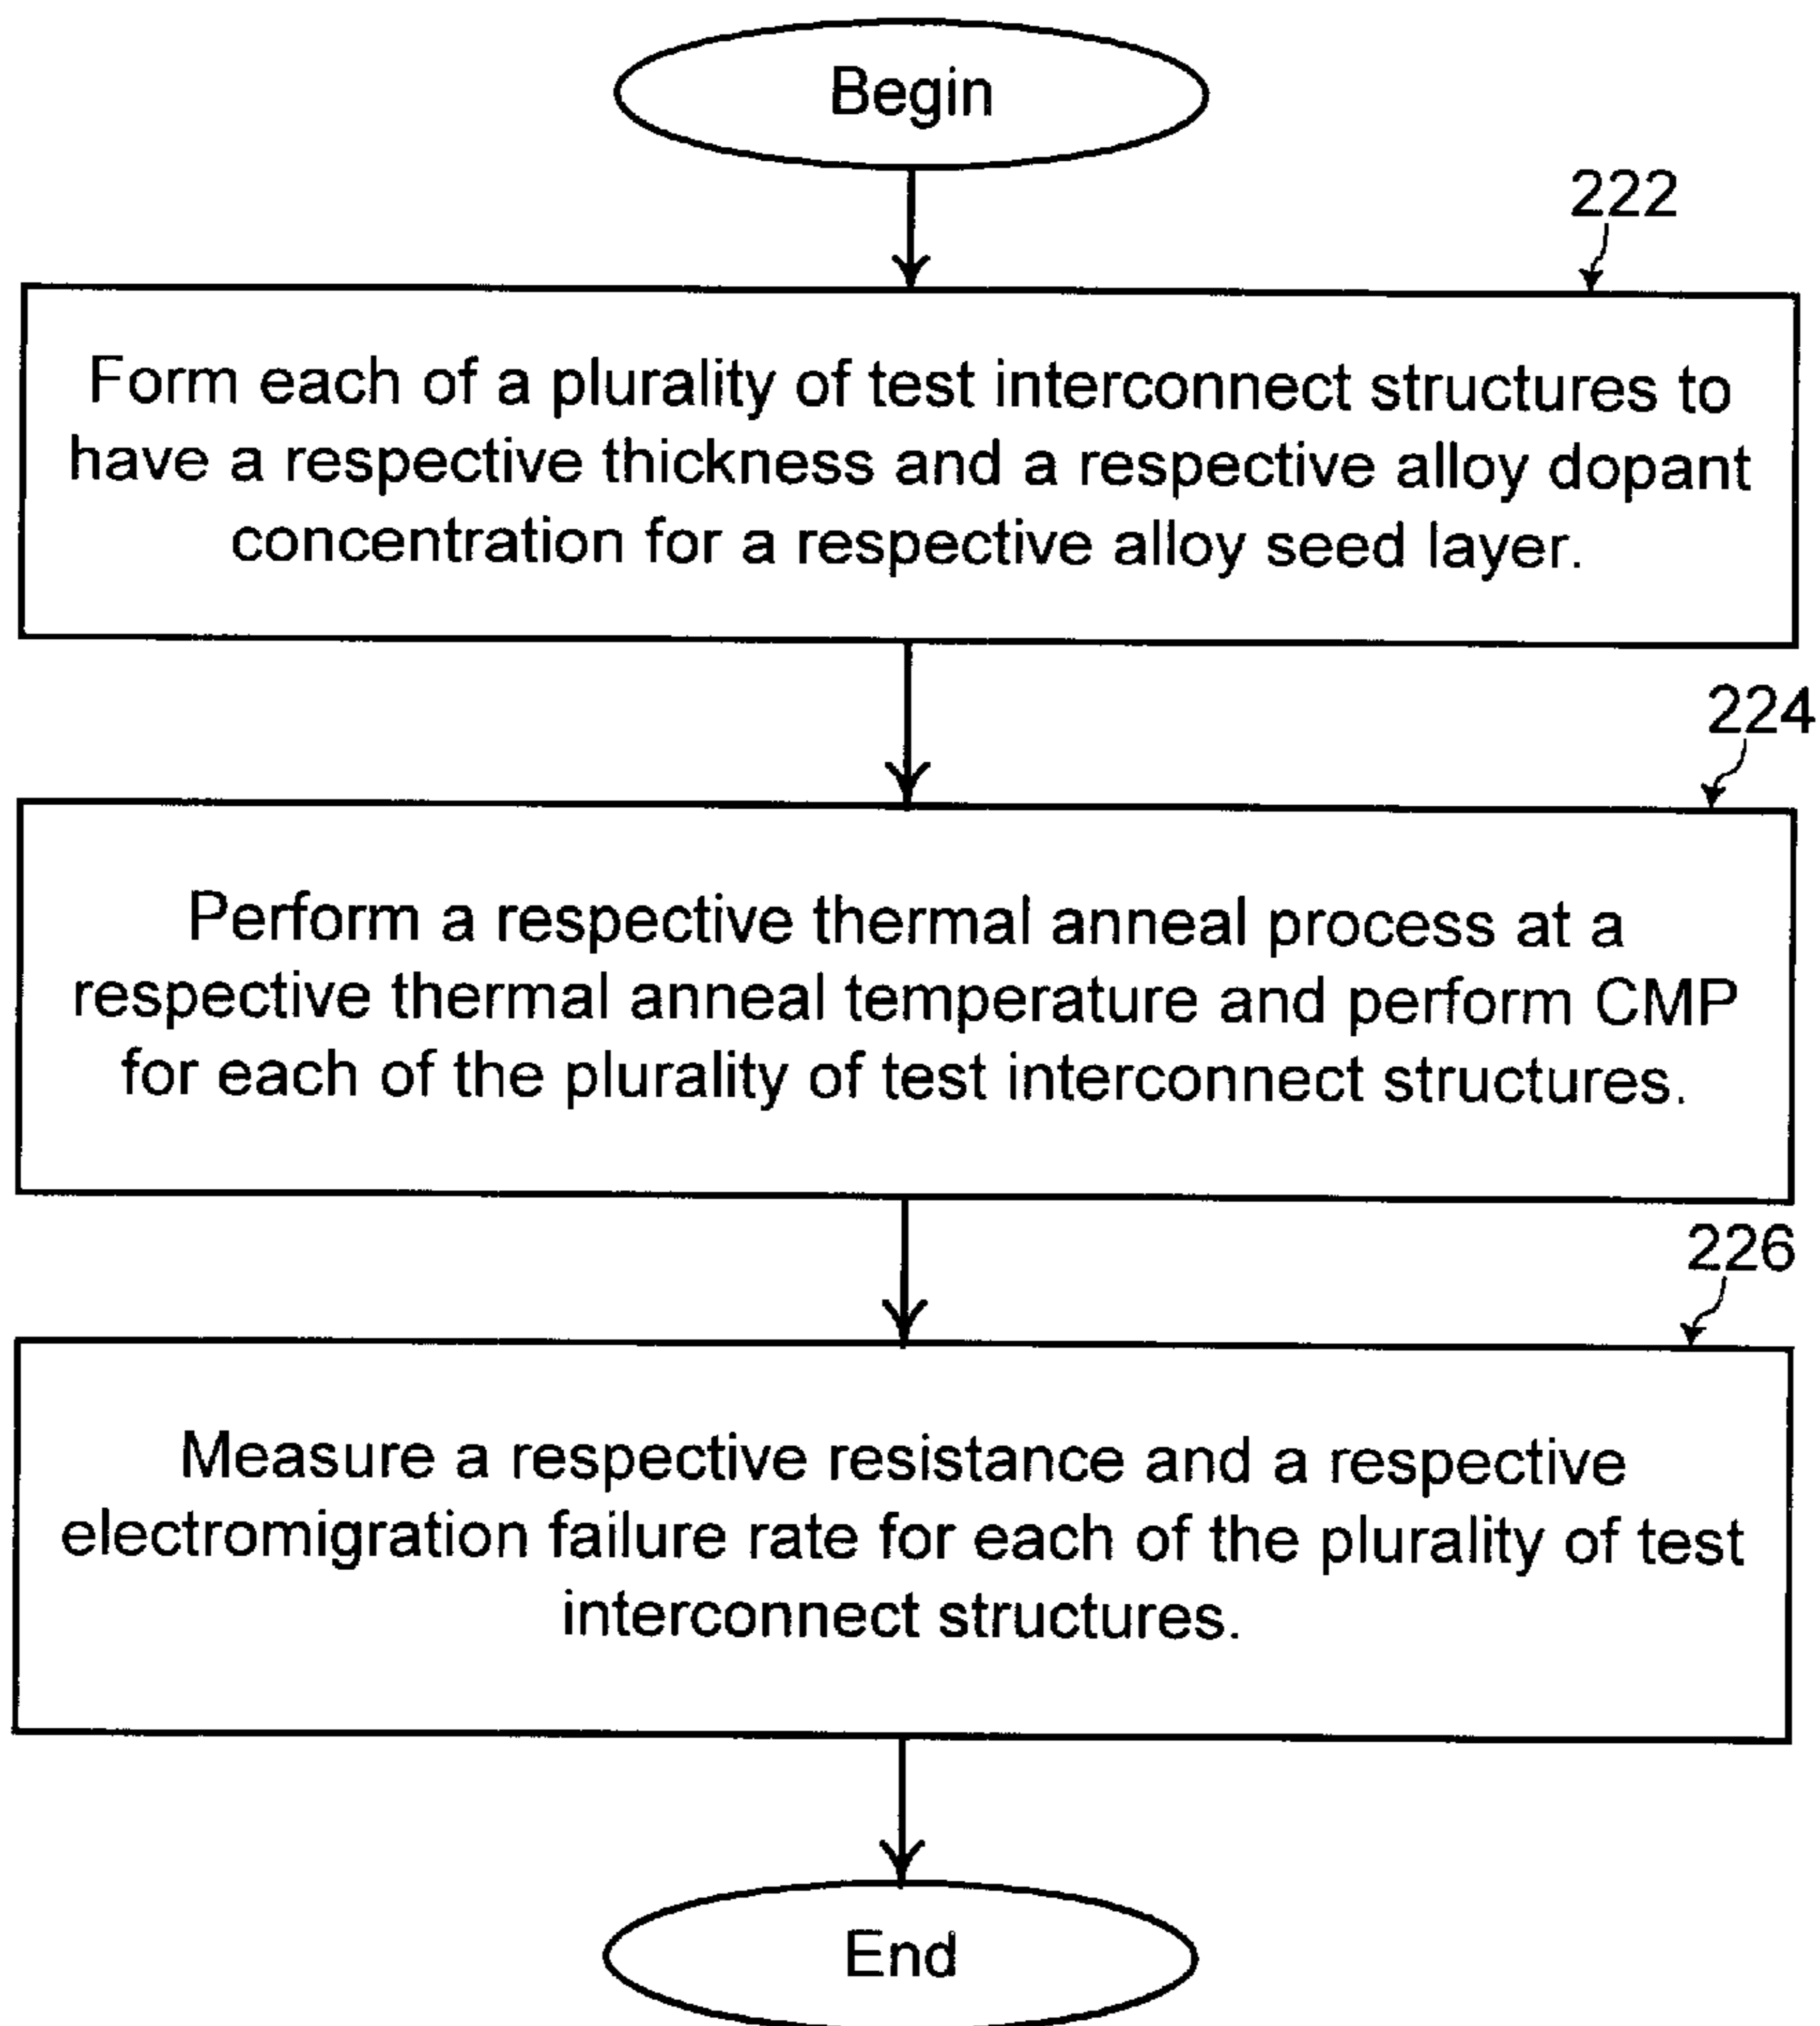 Begin
222
Form each of a plurality of test interconnect structures to
have a respective thickness and a respective alloy dopant
concentration for a respective alloy seed layer.
224
Perform a respective thermal anneal process at a
respective thermal anneal temperature and perform CMP
for each of the plurality of test interconnect structures.
226
Measure a respective resistance and a respective
electromigration failure rate for each of the plurality of test
interconnect structures.
End